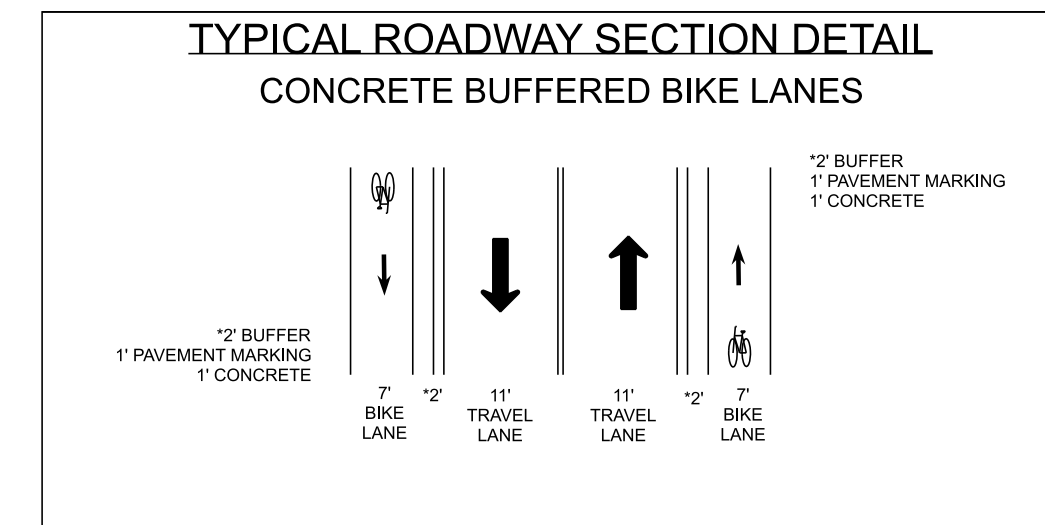 TYPICAL ROADWAY SECTION DETAIL
CONCRETE BUFFERED BIKE LANES
*2' BUFFER
1' PAVEMENT MARKING
1' CONCRETE
*2' BUFFER
1' PAVEMENT MARKING
1' CONCRETE
7'
BIKE
LANE
*2'
11'
TRAVEL
LANE
11'
TRAVEL
LANE
*2'
7'
BIKE
LANE